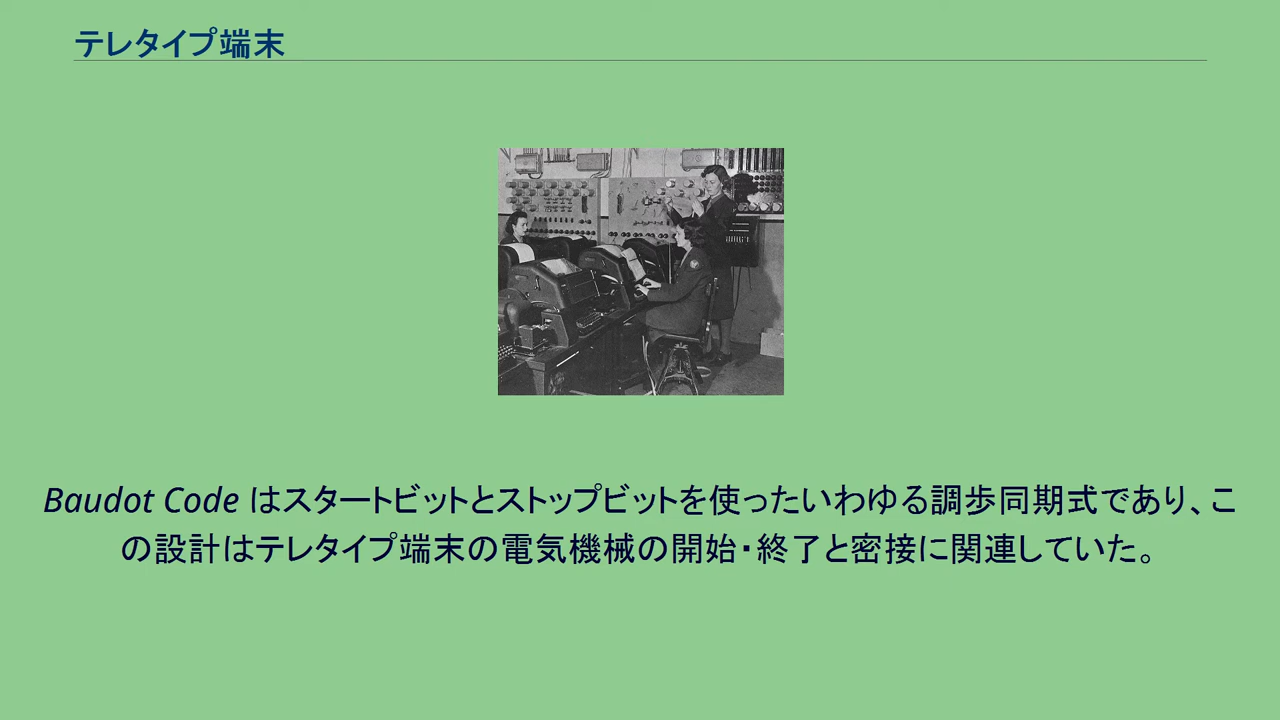 テレタイプ端末
Baudot Code はスタートビットとストップビットを使ったいわゆる調歩同期式であり、こ
の設計はテレタイプ端末の電気機械の開始・終了と密接に関連していた。